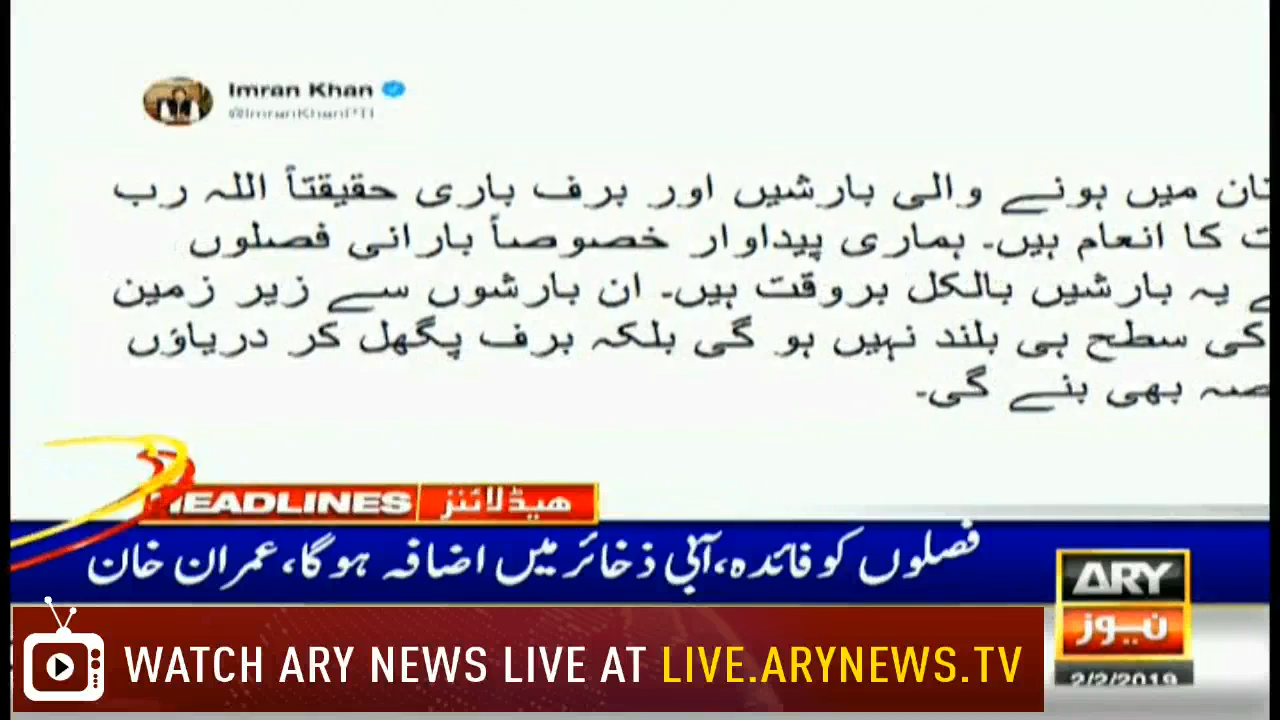 Imran Khan
@ImranKhanPTI
میں ہونے والی بارشیں اور برف باری حقیقتاً اللہ رب
کا انعام ہیں۔ ہماری پیداوار خصوصاً بارانی فصلوں
یہ بارشیں بالکل بروقت ہیں۔ ان بارشوں سے زیر زمین
کی سطح ہی بلند نہیں ہو گی بلکہ برف پگھل کر دریاؤں
بھی بنے گی۔
HEADLINES ھیڈلائنز
فصلوں کو فائدہ، آبی ذخائر میں اضافہ ہوگا، عمران خان
ARY
نیوز
2/2/2019
WATCH ARY NEWS LIVE AT LIVE.ARYNEWS.TV